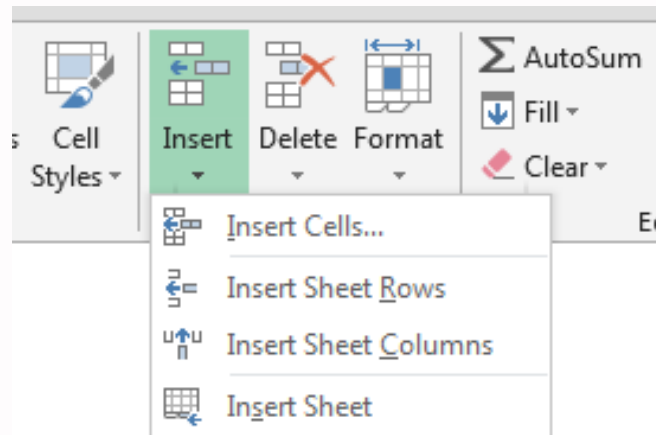 Cell
Styles
Insert
Delete
Format
AutoSum
Fill
Clear
Insert Cells...
Insert Sheet Rows
Insert Sheet Columns
Insert Sheet